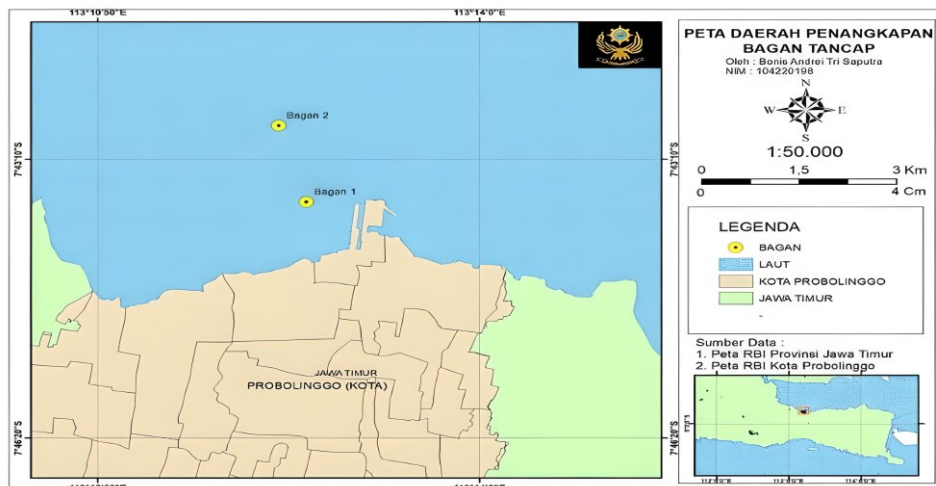 113°10'50"E
113°14'0"E
7°43'10"S
7°43'10"S
7°46'20"S
7°46'20"S
Bagan 2
Bagan 1
JAWA TIMUR
PROBOLINGGO (KOTA)
PETA DAERAH PENANGKAPAN
BAGAN TANCAP
Oleh : Bonis Andrei Tri Saputra
NIM : 104220198
N
W
E
S
1:50.000
0 1,5 3 Km
0 4 Cm
LEGENDA
BAGAN
LAUT
KOTA PROBOLINGGO
JAWA TIMUR
-
Sumber Data :
1. Peta RBI Provinsi Jawa Timur
2. Peta RBI Kota Probolinggo